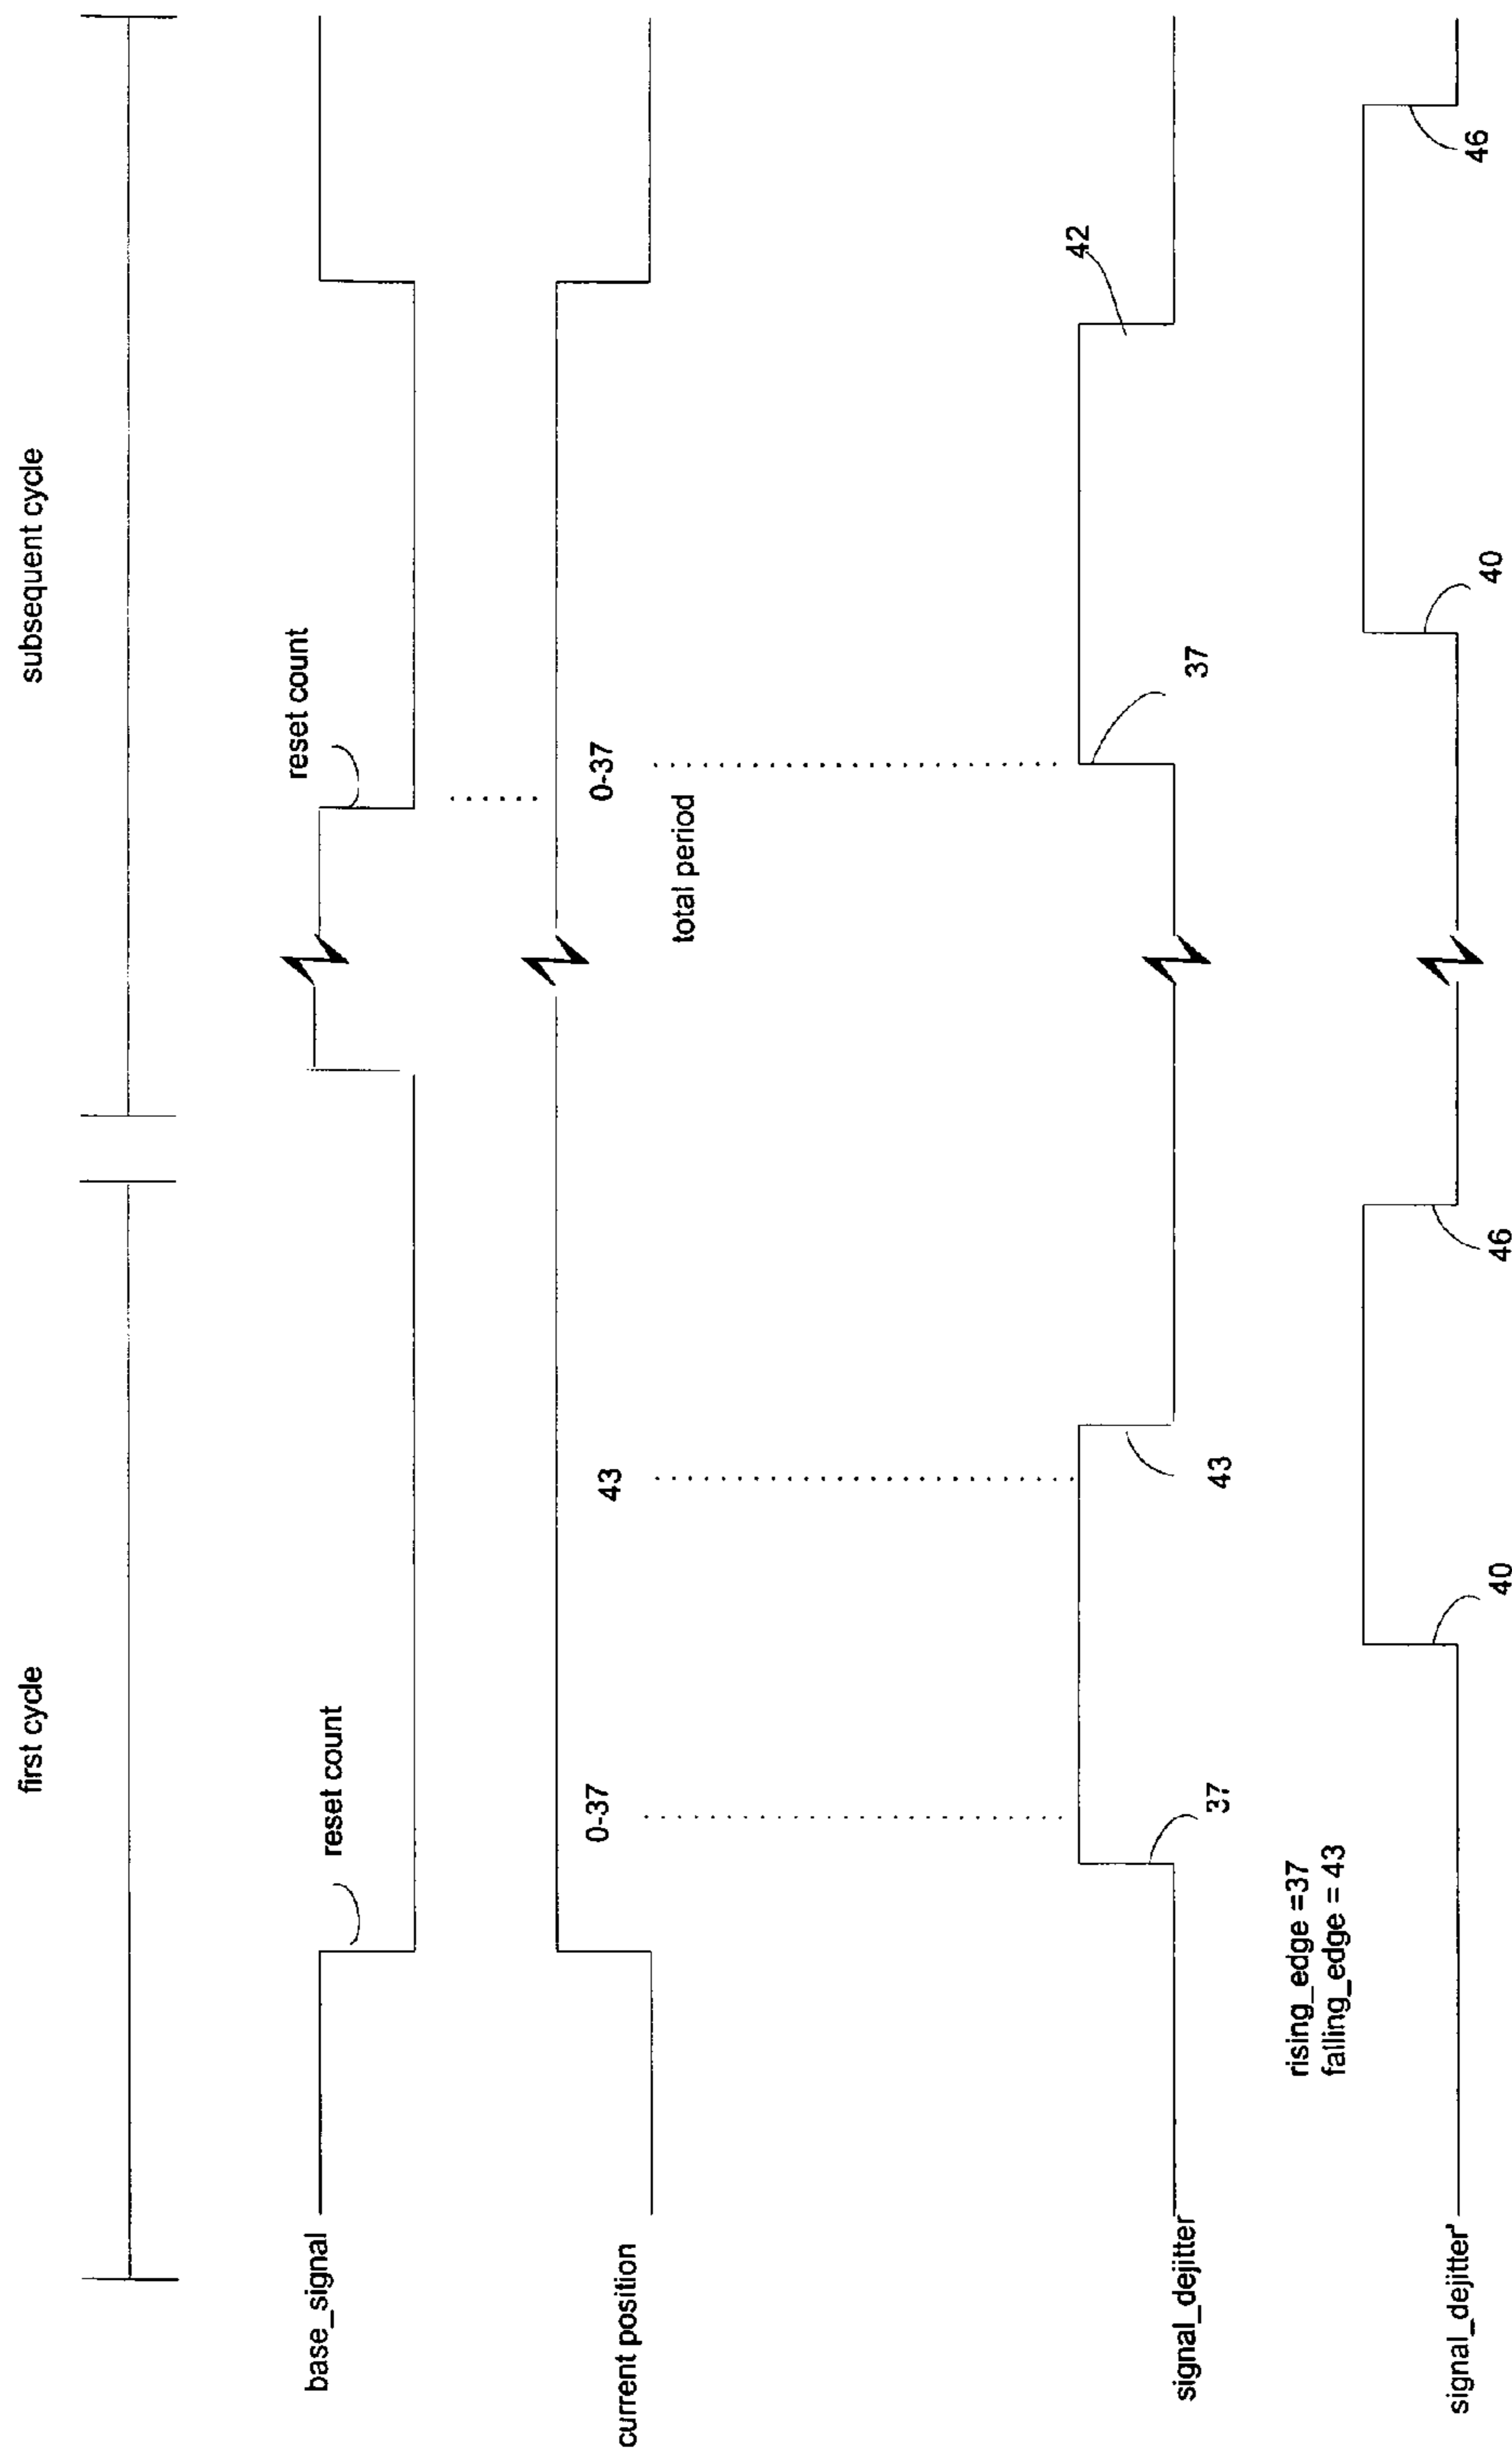 first cycle
subsequent cycle
reset count
reset count
base_signal
current position
0-37
43
0-37
total period
42
signal_dejitter
37
43
37
rising_edge =37
falling_edge = 43
signal_dejitter'
40
46
40
46